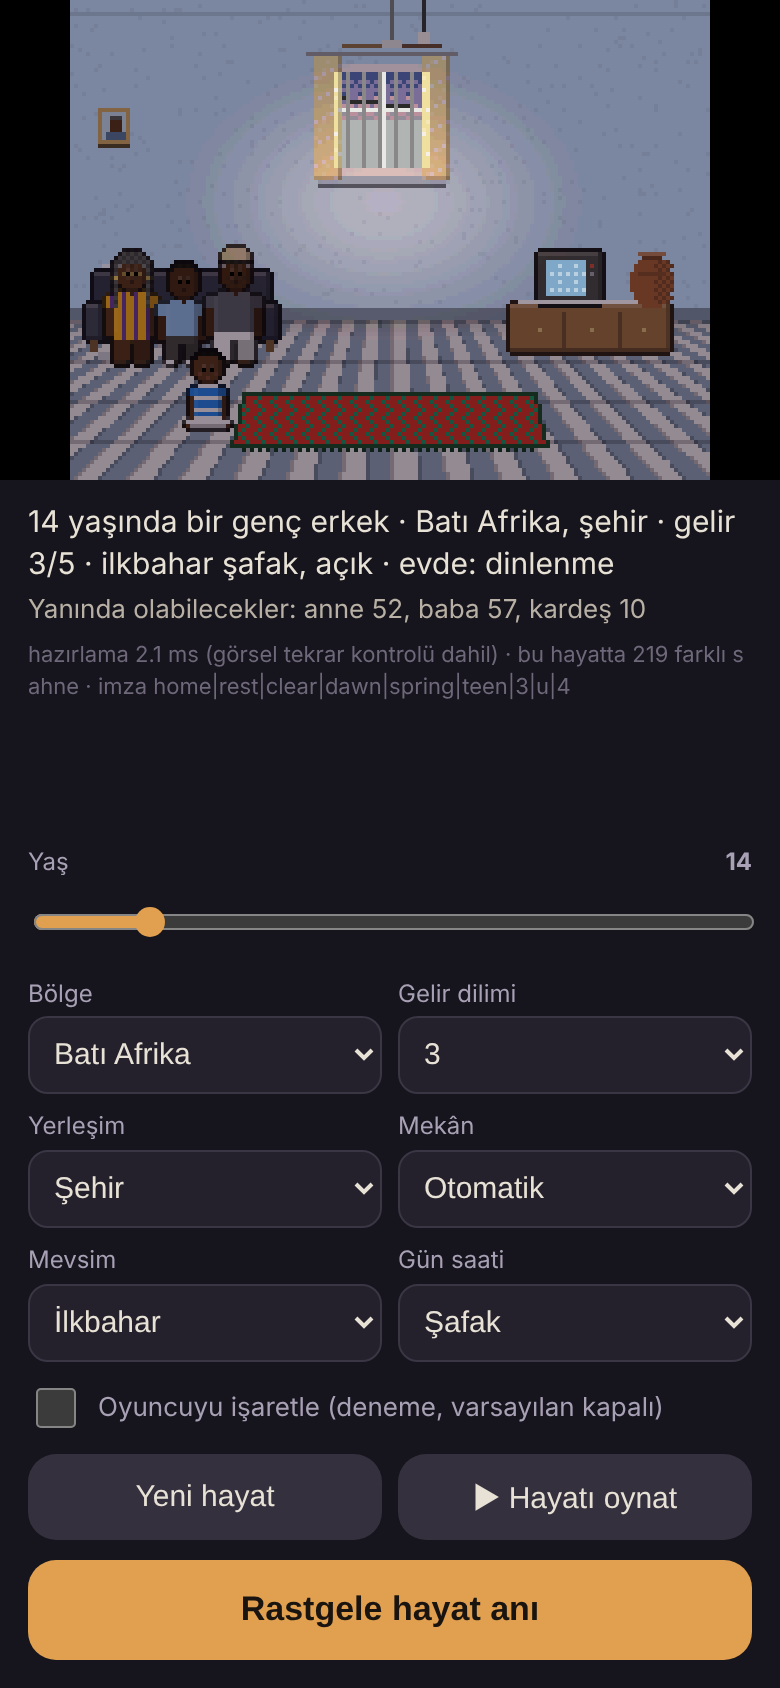 14 yaşında bir genç erkek · Batı Afrika, şehir · gelir
3/5 · ilkbahar şafak, açık · evde: dinlenme
Yanında olabilecekler: anne 52, baba 57, kardeş 10
hazırlama 2.1 ms (görsel tekrar kontrolü dahil) · bu hayatta 219 farklı s
ahne · imza home|rest|clear|dawn|spring|teen|3|u|4
Yaş 14
Bölge Gelir dilimi
Batı Afrika 3
Yerleşim Mekân
Şehir Otomatik
Mevsim Gün saati
İlkbahar Şafak
Oyuncuyu işaretle (deneme, varsayılan kapalı)
Yeni hayat ▶ Hayatı oynat
Rastgele hayat anı